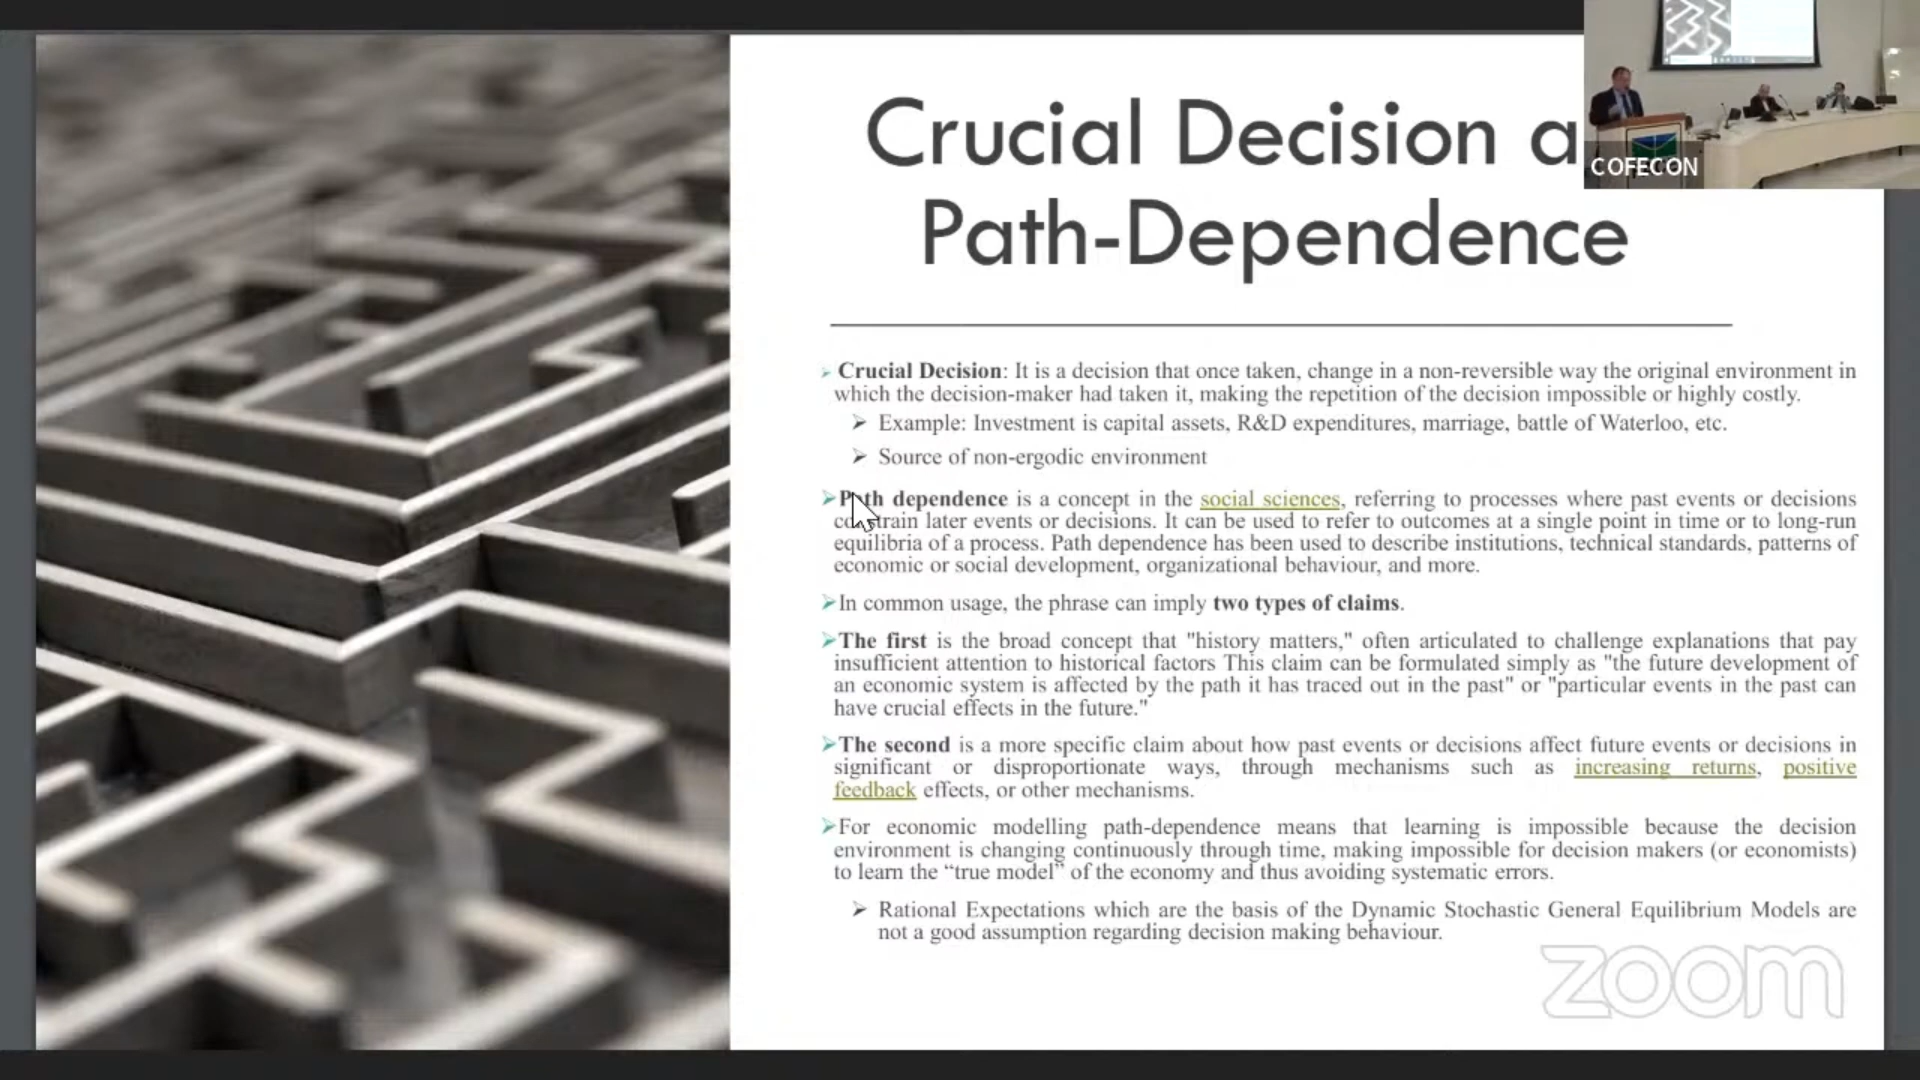 Crucial Decision a
Path-Dependence
COFECON
➢ Crucial Decision: It is a decision that once taken, change in a non-reversible way the original environment in
which the decision-maker had taken it, making the repetition of the decision impossible or highly costly.
➢ Example: Investment is capital assets, R&D expenditures, marriage, battle of Waterloo, etc.
➢ Source of non-ergodic environment
➢Path dependence is a concept in the social sciences, referring to processes where past events or decisions
constrain later events or decisions. It can be used to refer to outcomes at a single point in time or to long-run
equilibria of a process. Path dependence has been used to describe institutions, technical standards, patterns of
economic or social development, organizational behaviour, and more.
➢In common usage, the phrase can imply two types of claims.
➢The first is the broad concept that "history matters," often articulated to challenge explanations that pay
insufficient attention to historical factors This claim can be formulated simply as "the future development of
an economic system is affected by the path it has traced out in the past" or "particular events in the past can
have crucial effects in the future."
➢The second is a more specific claim about how past events or decisions affect future events or decisions in
significant or disproportionate ways, through mechanisms such as increasing returns, positive
feedback effects, or other mechanisms.
➢For economic modelling path-dependence means that learning is impossible because the decision
environment is changing continuously through time, making impossible for decision makers (or economists)
to learn the “true model” of the economy and thus avoiding systematic errors.
➢ Rational Expectations which are the basis of the Dynamic Stochastic General Equilibrium Models are
not a good assumption regarding decision making behaviour.
zoom